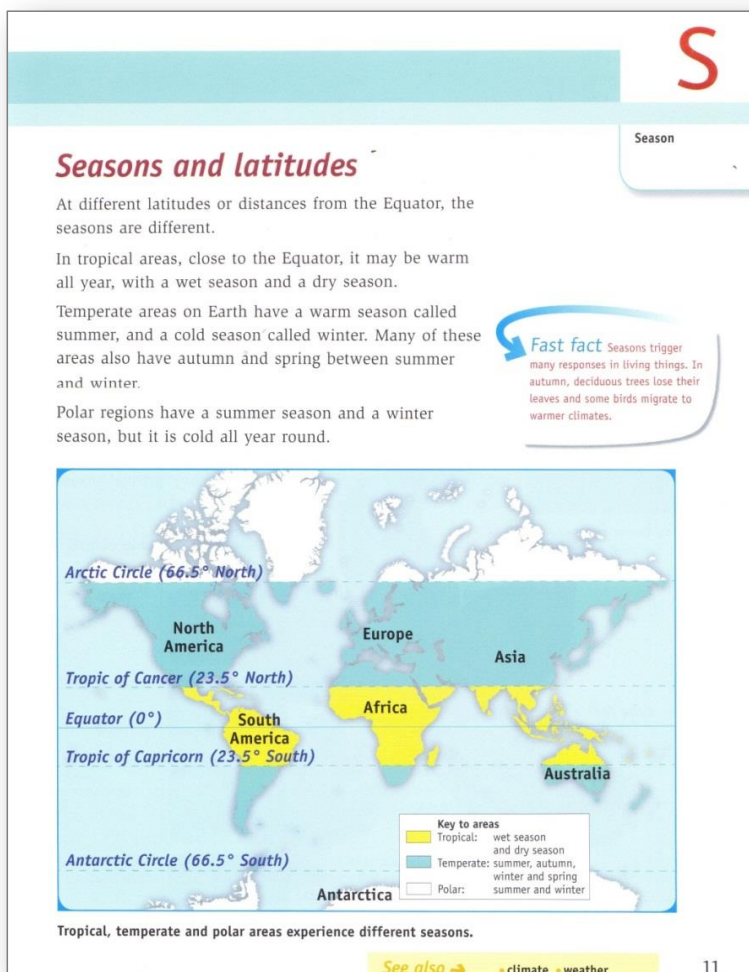 S
Season
Seasons and latitudes
At different latitudes or distances from the Equator, the
seasons are different.
In tropical areas, close to the Equator, it may be warm
all year, with a wet season and a dry season.
Temperate areas on Earth have a warm season called
summer, and a cold season called winter. Many of these
areas also have autumn and spring between summer
and winter.
Polar regions have a summer season and a winter
season, but it is cold all year round.
Fast fact Seasons trigger
many responses in living things. In
autumn, deciduous trees lose their
leaves and some birds migrate to
warmer climates.
Arctic Circle (66.5° North)
North
America
Europe
Asia
Tropic of Cancer (23.5° North)
Africa
Equator (0°)
South
America
Tropic of Capricorn (23.5° South)
Australia
Key to areas
Tropical: wet season
and dry season
Temperate: summer, autumn,
winter and spring
Polar: summer and winter
Antarctic Circle (66.5° South)
Antarctica
Tropical, temperate and polar areas experience different seasons.
See also → • climate • weather
11